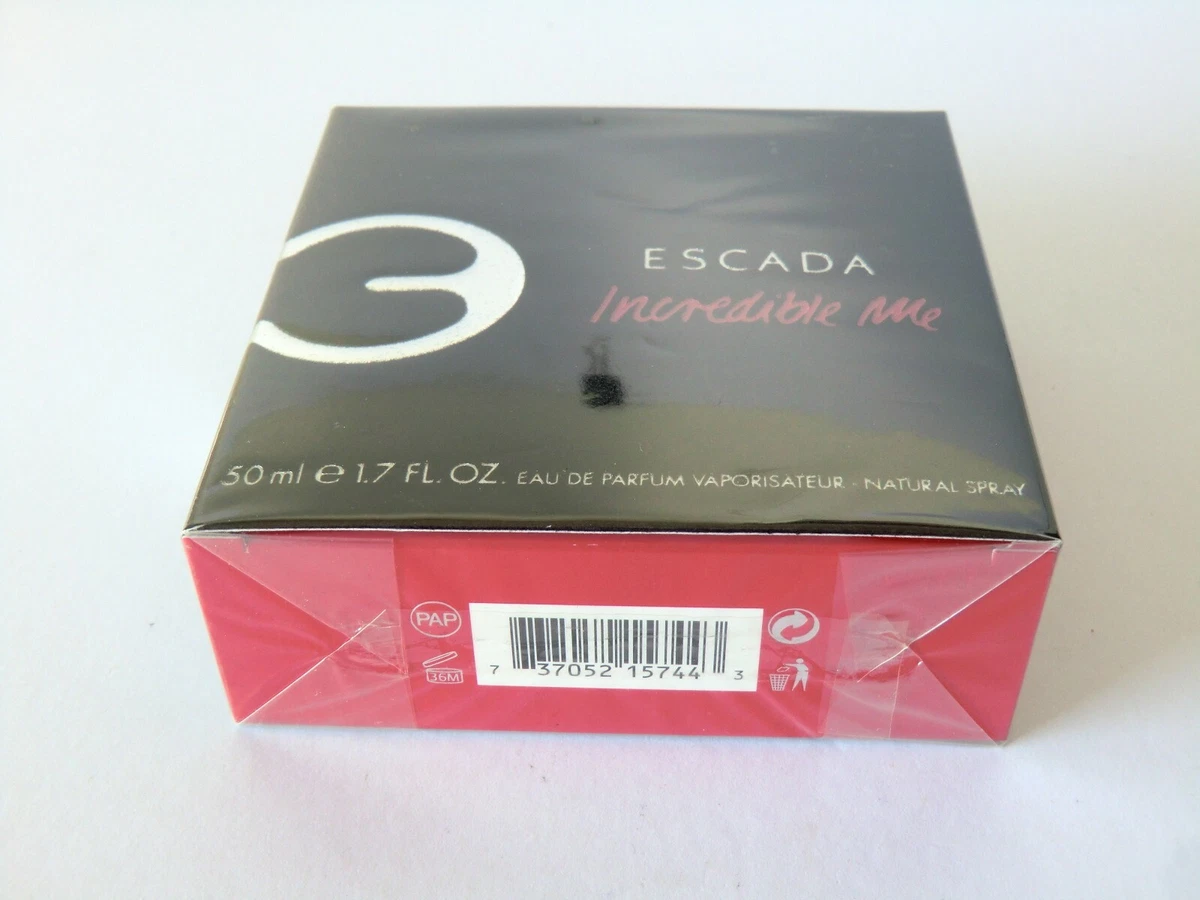 ESCADA
Incredible Me
50 ml e 1.7 FL. OZ. EAU DE PARFUM VAPORISATEUR - NATURAL SPRAY
PAP
36M
7 37052 15744 3